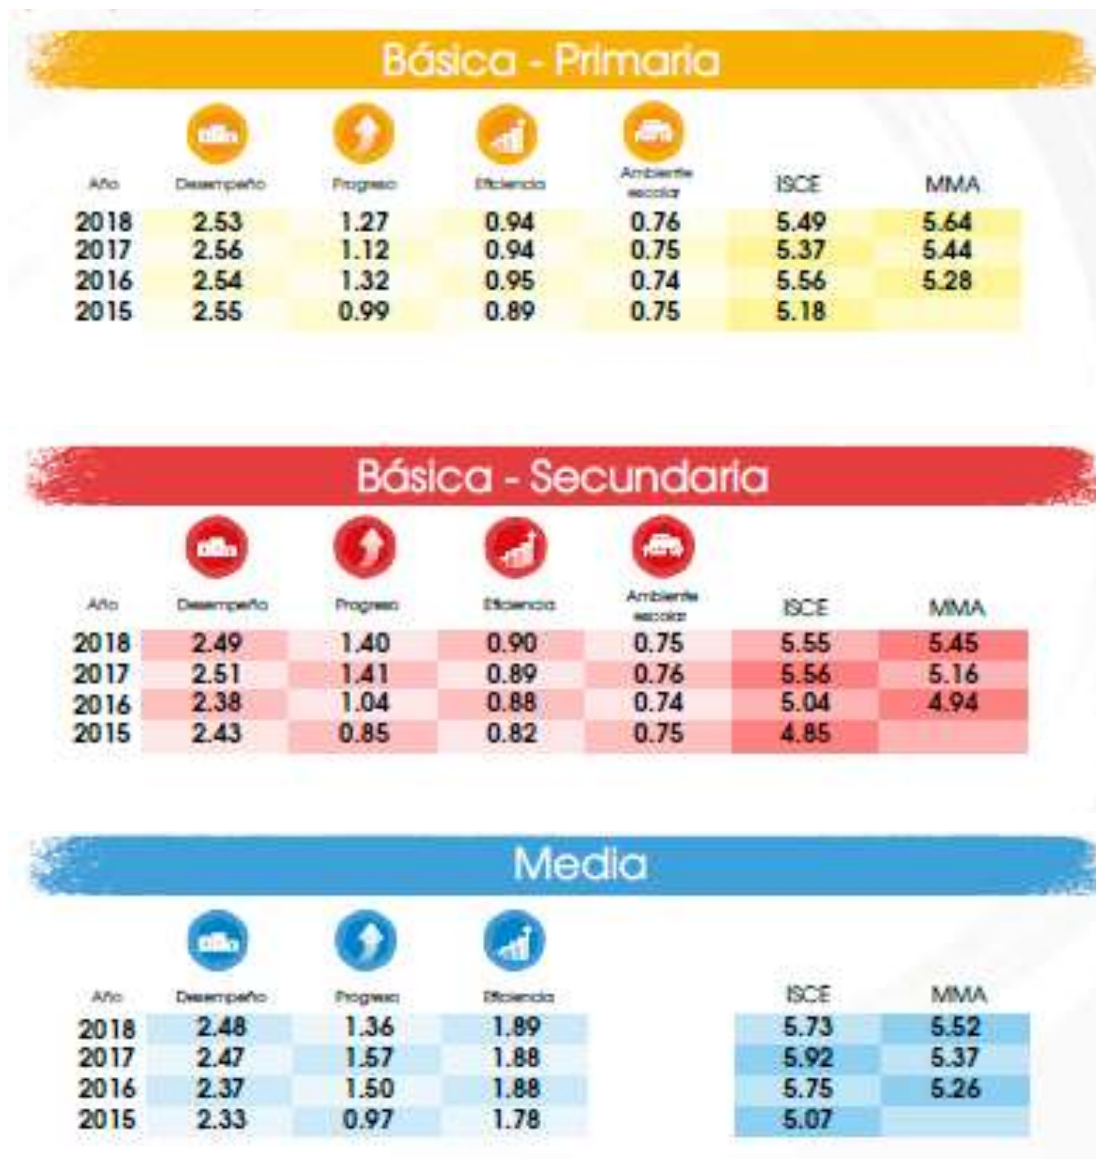 Básica - Primaria
Año Desempeño Progreso Eficiencia Ambiente escolar ISCE MMA
2018 2.53 1.27 0.94 0.76 5.49 5.64
2017 2.56 1.12 0.94 0.75 5.37 5.44
2016 2.54 1.32 0.95 0.74 5.56 5.28
2015 2.55 0.99 0.89 0.75 5.18
Básica - Secundaria
Año Desempeño Progreso Eficiencia Ambiente escolar ISCE MMA
2018 2.49 1.40 0.90 0.75 5.55 5.45
2017 2.51 1.41 0.89 0.76 5.56 5.16
2016 2.38 1.04 0.88 0.74 5.04 4.94
2015 2.43 0.85 0.82 0.75 4.85
Media
Año Desempeño Progreso Eficiencia ISCE MMA
2018 2.48 1.36 1.89 5.73 5.52
2017 2.47 1.57 1.88 5.92 5.37
2016 2.37 1.50 1.88 5.75 5.26
2015 2.33 0.97 1.78 5.07